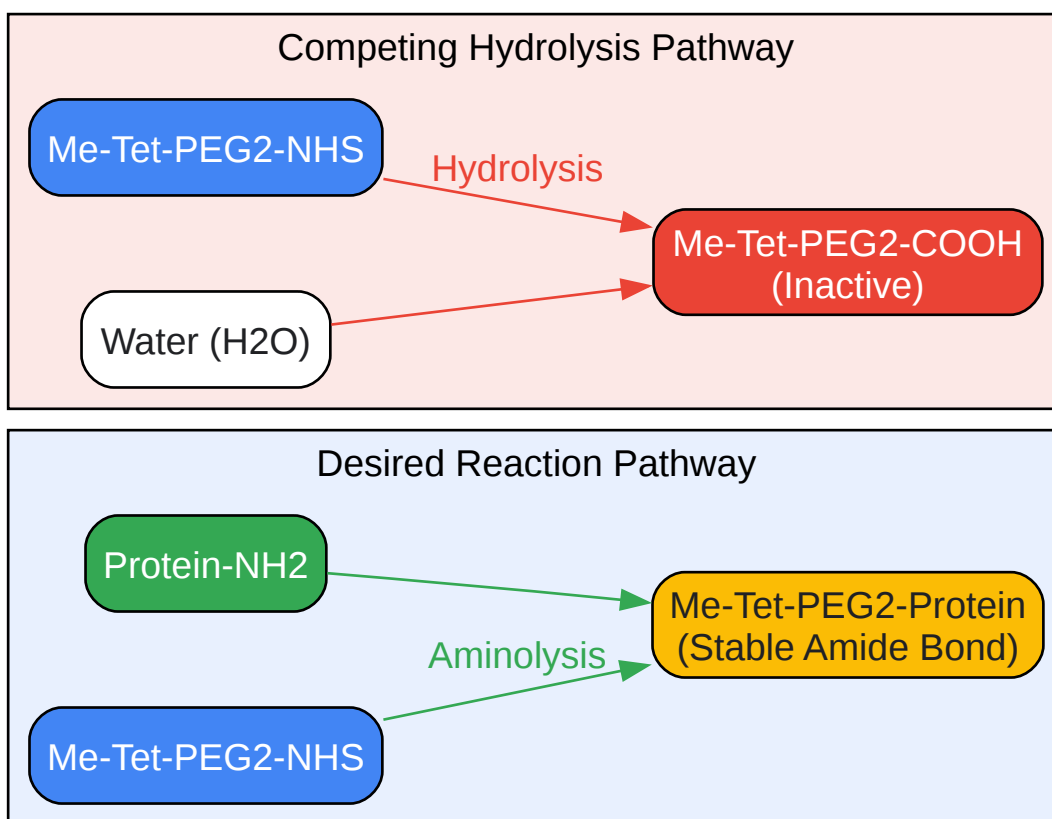 Competing Hydrolysis Pathway
Me-Tet-PEG2-NHS
Hydrolysis
Me-Tet-PEG2-COOH
(Inactive)
Water (H2O)
Desired Reaction Pathway
Protein-NH2
Me-Tet-PEG2-Protein
(Stable Amide Bond)
Aminolysis
Me-Tet-PEG2-NHS